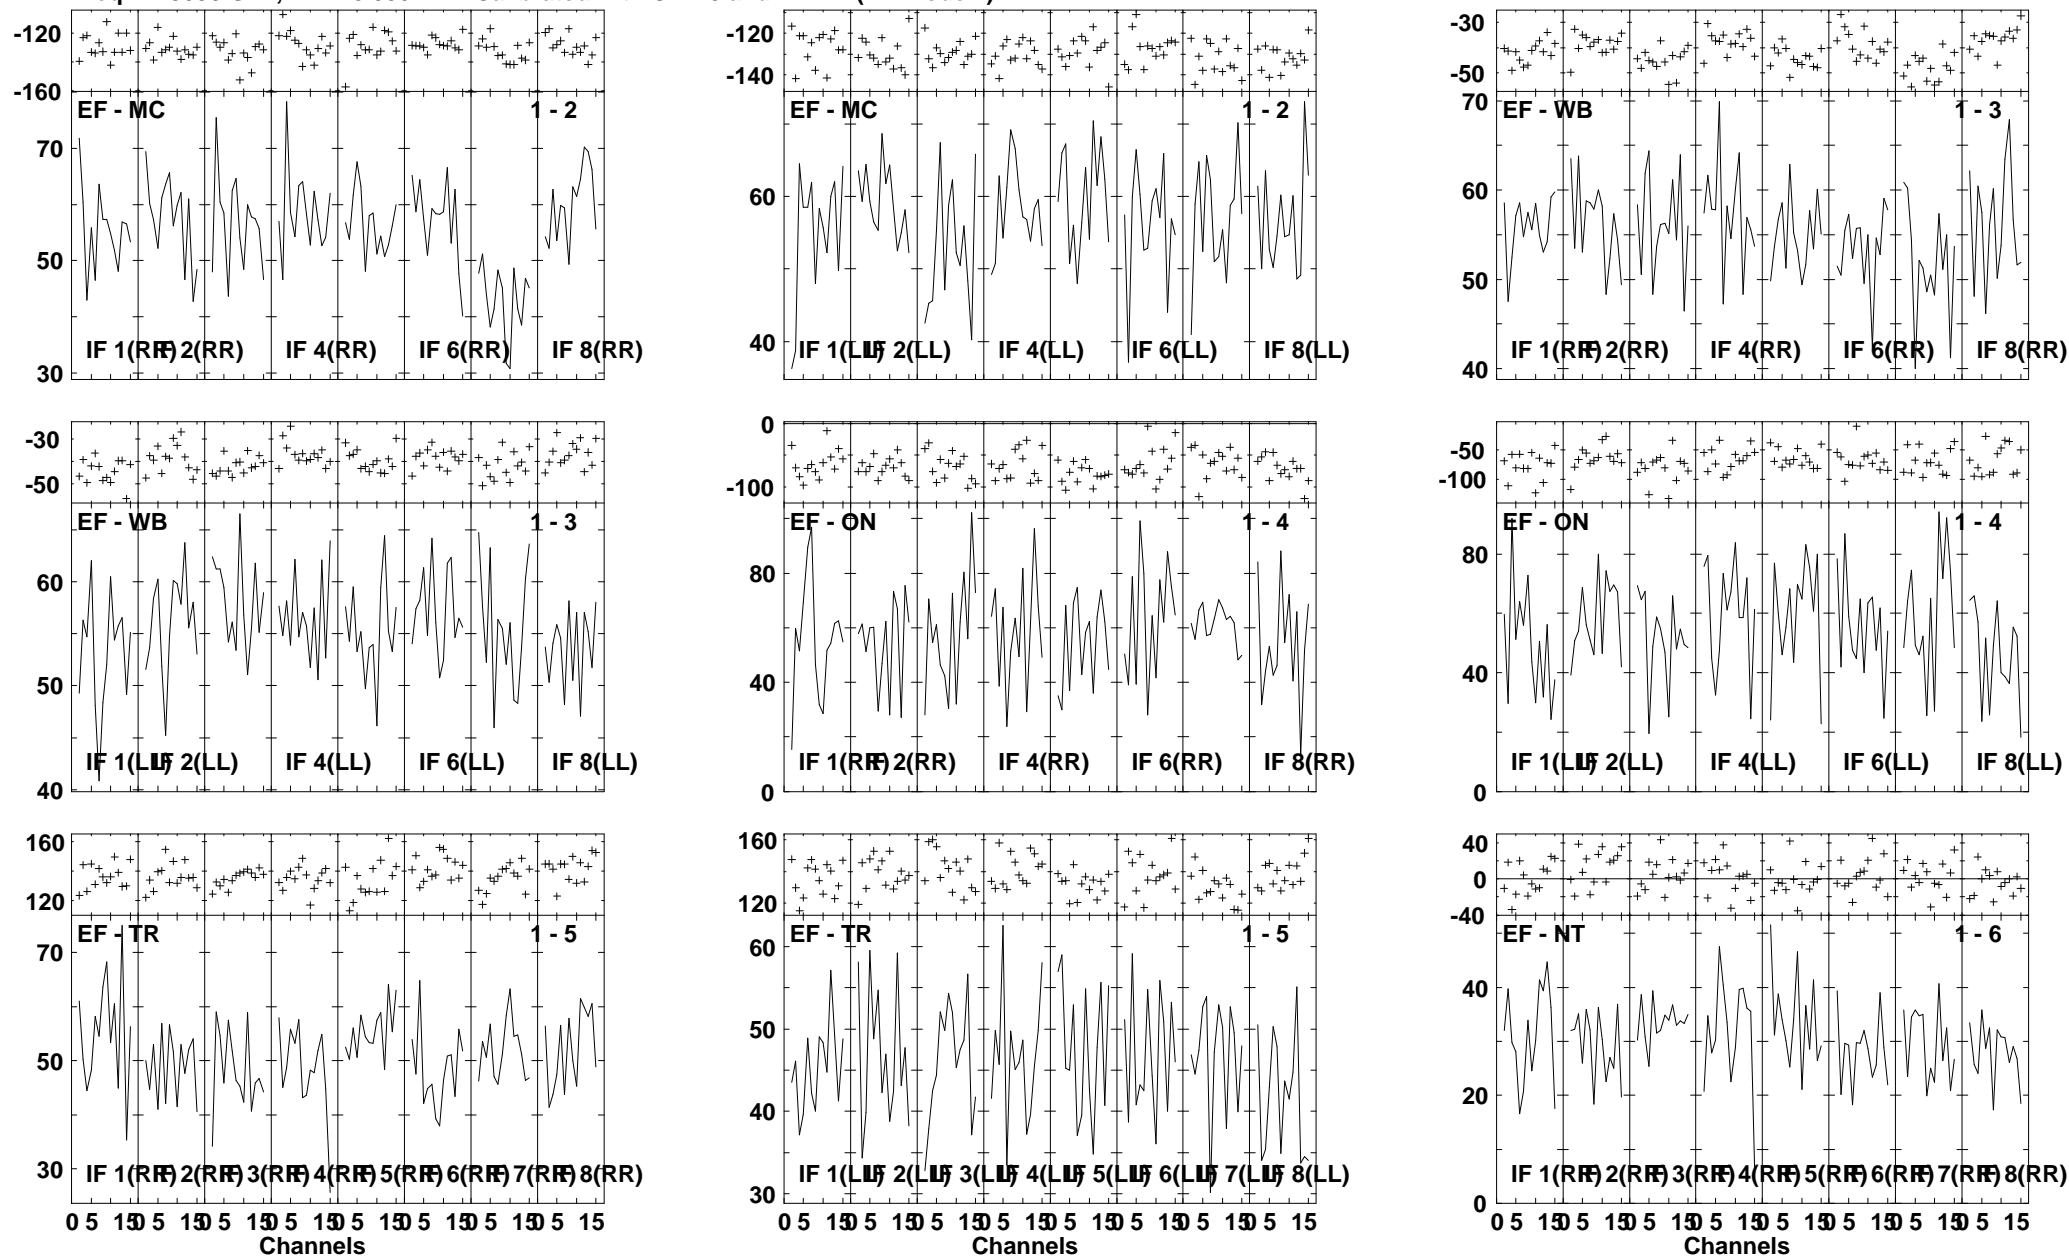 -120
-160
EF - MC 1 - 2
70
50
30
IF 1(RR) IF 2(RR) IF 4(RR) IF 6(RR) IF 8(RR)
-120
-140
EF - MC 1 - 2
60
40
IF 1(LL) IF 2(LL) IF 4(LL) IF 6(LL) IF 8(LL)
-30
-50
EF - WB 1 - 3
70
60
50
40
IF 1(RR) IF 2(RR) IF 4(RR) IF 6(RR) IF 8(RR)
-30
-50
EF - WB 1 - 3
60
50
40
IF 1(LL) IF 2(LL) IF 4(LL) IF 6(LL) IF 8(LL)
0
-100
EF - ON 1 - 4
80
40
0
IF 1(RR) IF 2(RR) IF 4(RR) IF 6(RR) IF 8(RR)
-50
-100
EF - ON 1 - 4
80
40
0
IF 1(LL) IF 2(LL) IF 4(LL) IF 6(LL) IF 8(LL)
160
120
EF - TR 1 - 5
70
50
30
IF 1(RR) IF 2(RR) IF 3(RR) IF 4(RR) IF 5(RR) IF 6(RR) IF 7(RR) IF 8(RR)
0 5 15 0 5 15 0 5 15 0 5 15 0 5 15 0 5 15 0 5 15 0 5 15
Channels
160
120
EF - TR 1 - 5
60
50
40
30
IF 1(LL) IF 2(LL) IF 3(LL) IF 4(LL) IF 5(LL) IF 6(LL) IF 7(LL) IF 8(LL)
0 5 15 0 5 15 0 5 15 0 5 15 0 5 15 0 5 15 0 5 15 0 5 15
Channels
40
0
-40
EF - NT 1 - 6
40
20
0
IF 1(RR) IF 2(RR) IF 3(RR) IF 4(RR) IF 5(RR) IF 6(RR) IF 7(RR) IF 8(RR)
0 5 15 0 5 15 0 5 15 0 5 15 0 5 15 0 5 15 0 5 15 0 5 15
Channels